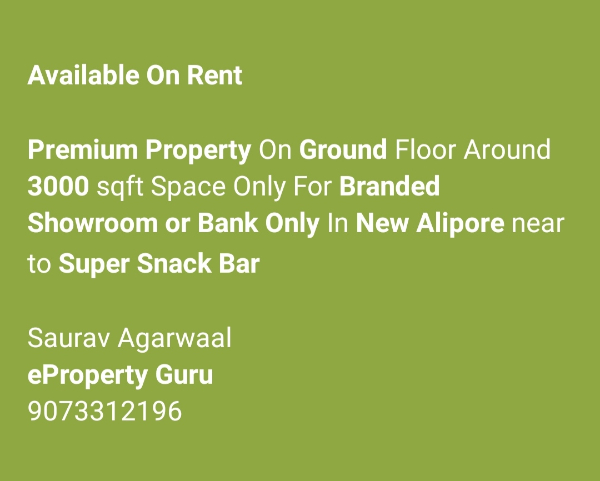 Available On Rent
Premium Property On Ground Floor Around
3000 sqft Space Only For Branded
Showroom or Bank Only In New Alipore near
to Super Snack Bar
Saurav Agarwaal
eProperty Guru
9073312196